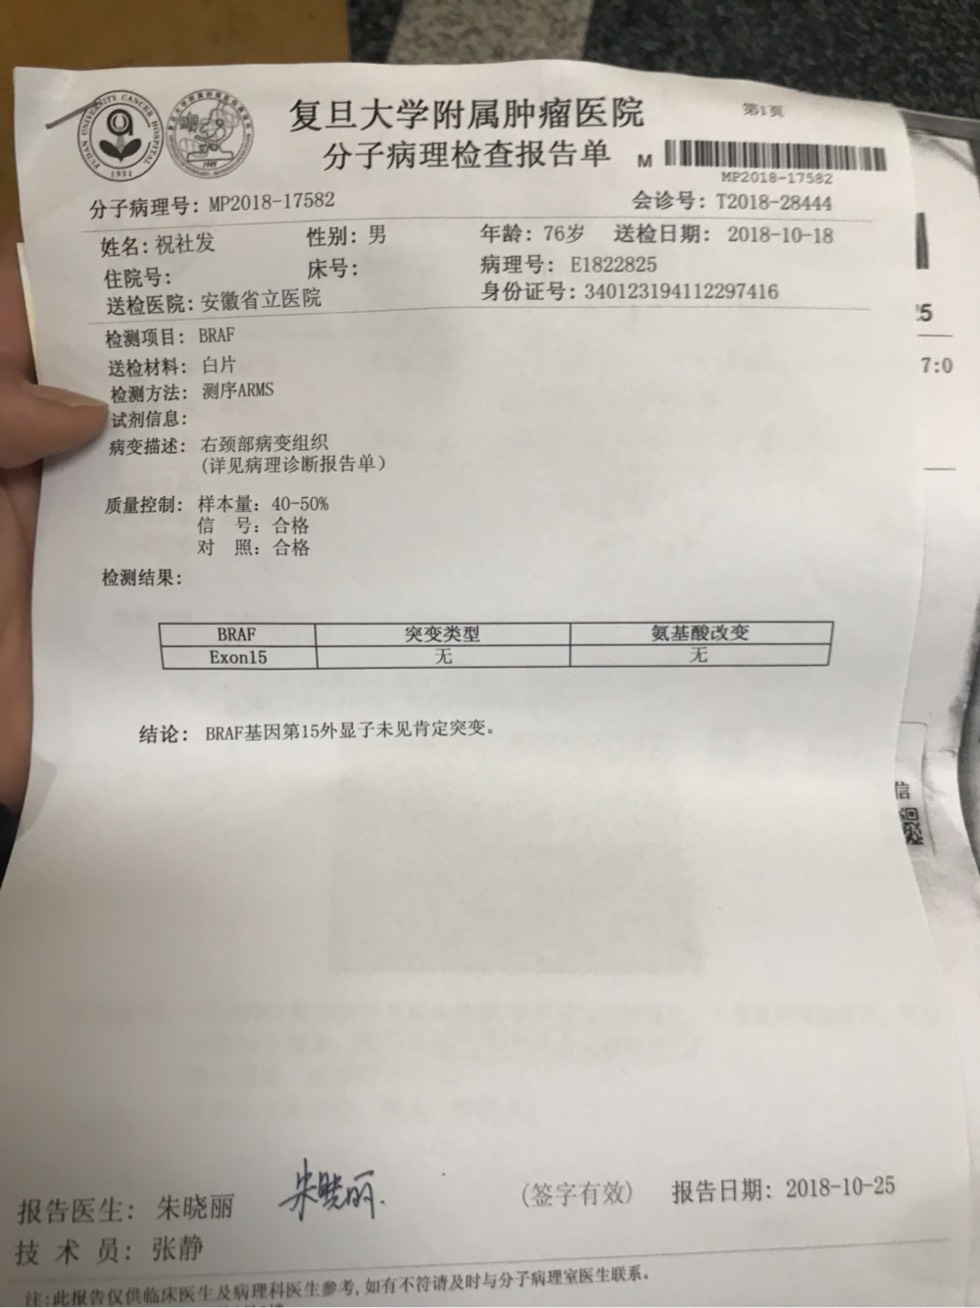 复旦大学附属肿瘤医院
第1页
分子病理检查报告单
M
MP2018-17582
分子病理号: MP2018-17582 会诊号: T2018-28444
姓名: 祝社发 性别: 男 年龄: 76岁 送检日期: 2018-10-18
住院号: 床号: 病理号: E1822825
送检医院: 安徽省立医院 身份证号: 340123194112297416
检测项目: BRAF
送检材料: 白片
检测方法: 测序ARMS
试剂信息:
病变描述: 右颈部病变组织
(详见病理诊断报告单)
质量控制: 样本量: 40-50%
信 号: 合格
对 照: 合格
检测结果:
BRAF 突变类型 氨基酸改变
Exon15 无 无
结论: BRAF基因第15外显子未见肯定突变。
报告医生: 朱晓丽 朱晓丽 (签字有效) 报告日期: 2018-10-25
技 术 员: 张静
注:此报告仅供临床医生及病理科医生参考,如有不符请及时与分子病理室医生联系。
FUDAN UNIVERSITY CANCER HOSPITAL
1931
5
7:0
信